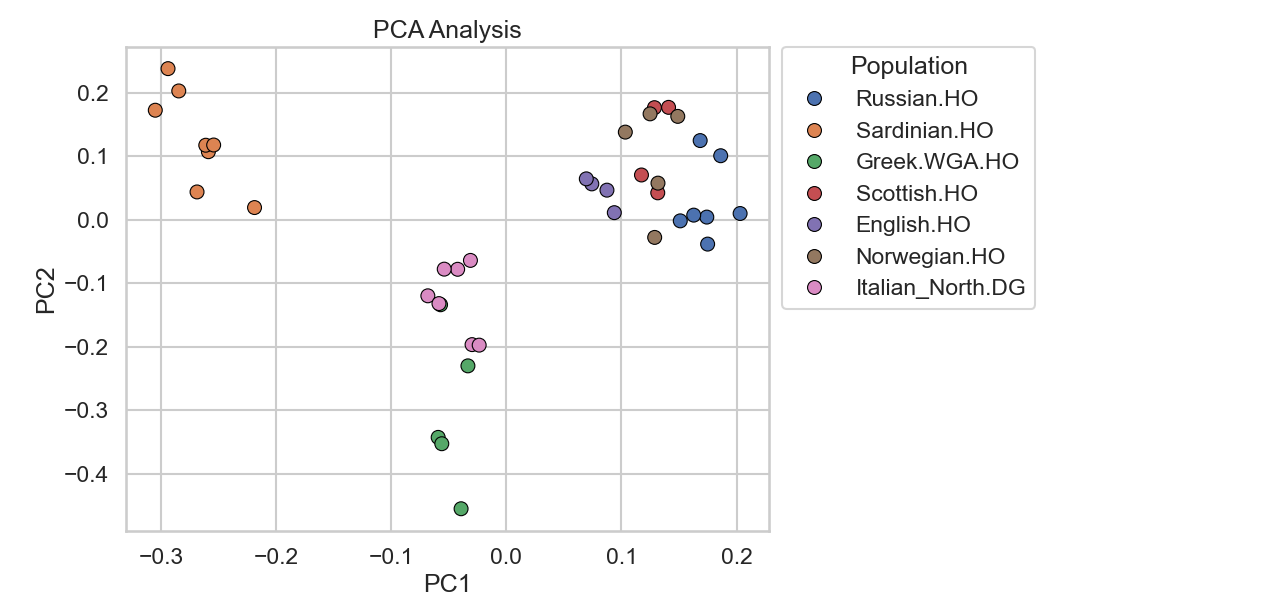 PCA Analysis
0.2
0.1
0.0
−0.1
−0.2
−0.3
−0.4
PC2
−0.3
−0.2
−0.1
0.0
0.1
0.2
PC1
Population
Russian.HO
Sardinian.HO
Greek.WGA.HO
Scottish.HO
English.HO
Norwegian.HO
Italian_North.DG